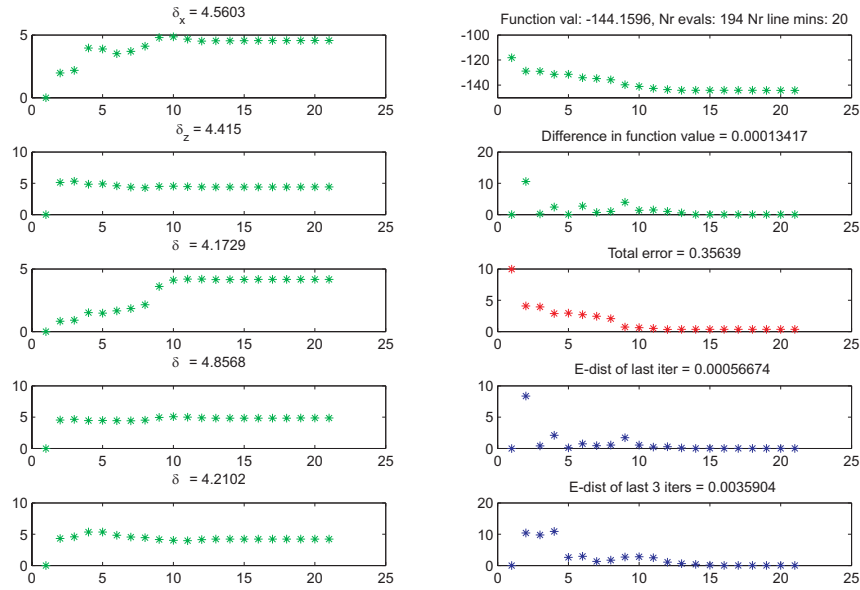 δx = 4.5603
5
0
0 5 10 15 20 25
δz = 4.415
10
5
0
0 5 10 15 20 25
δ = 4.1729
5
0
0 5 10 15 20 25
δ = 4.8568
10
5
0
0 5 10 15 20 25
δ = 4.2102
10
5
0
0 5 10 15 20 25
Function val: -144.1596, Nr evals: 194 Nr line mins: 20
-100
-120
-140
0 5 10 15 20 25
Difference in function value = 0.00013417
20
10
0
0 5 10 15 20 25
Total error = 0.35639
10
5
0
0 5 10 15 20 25
E-dist of last iter = 0.00056674
10
5
0
0 5 10 15 20 25
E-dist of last 3 iters = 0.0035904
20
10
0
0 5 10 15 20 25